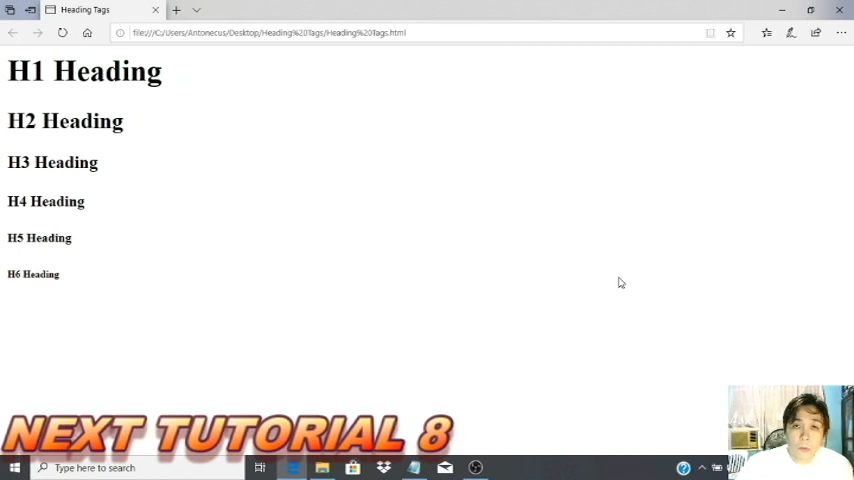 Heading Tags
file:///C:/Users/Antonecus/Desktop/Heading%20Tags/Heading%20Tags.html
H1 Heading
H2 Heading
H3 Heading
H4 Heading
H5 Heading
H6 Heading
NEXT TUTORIAL 8
Type here to search